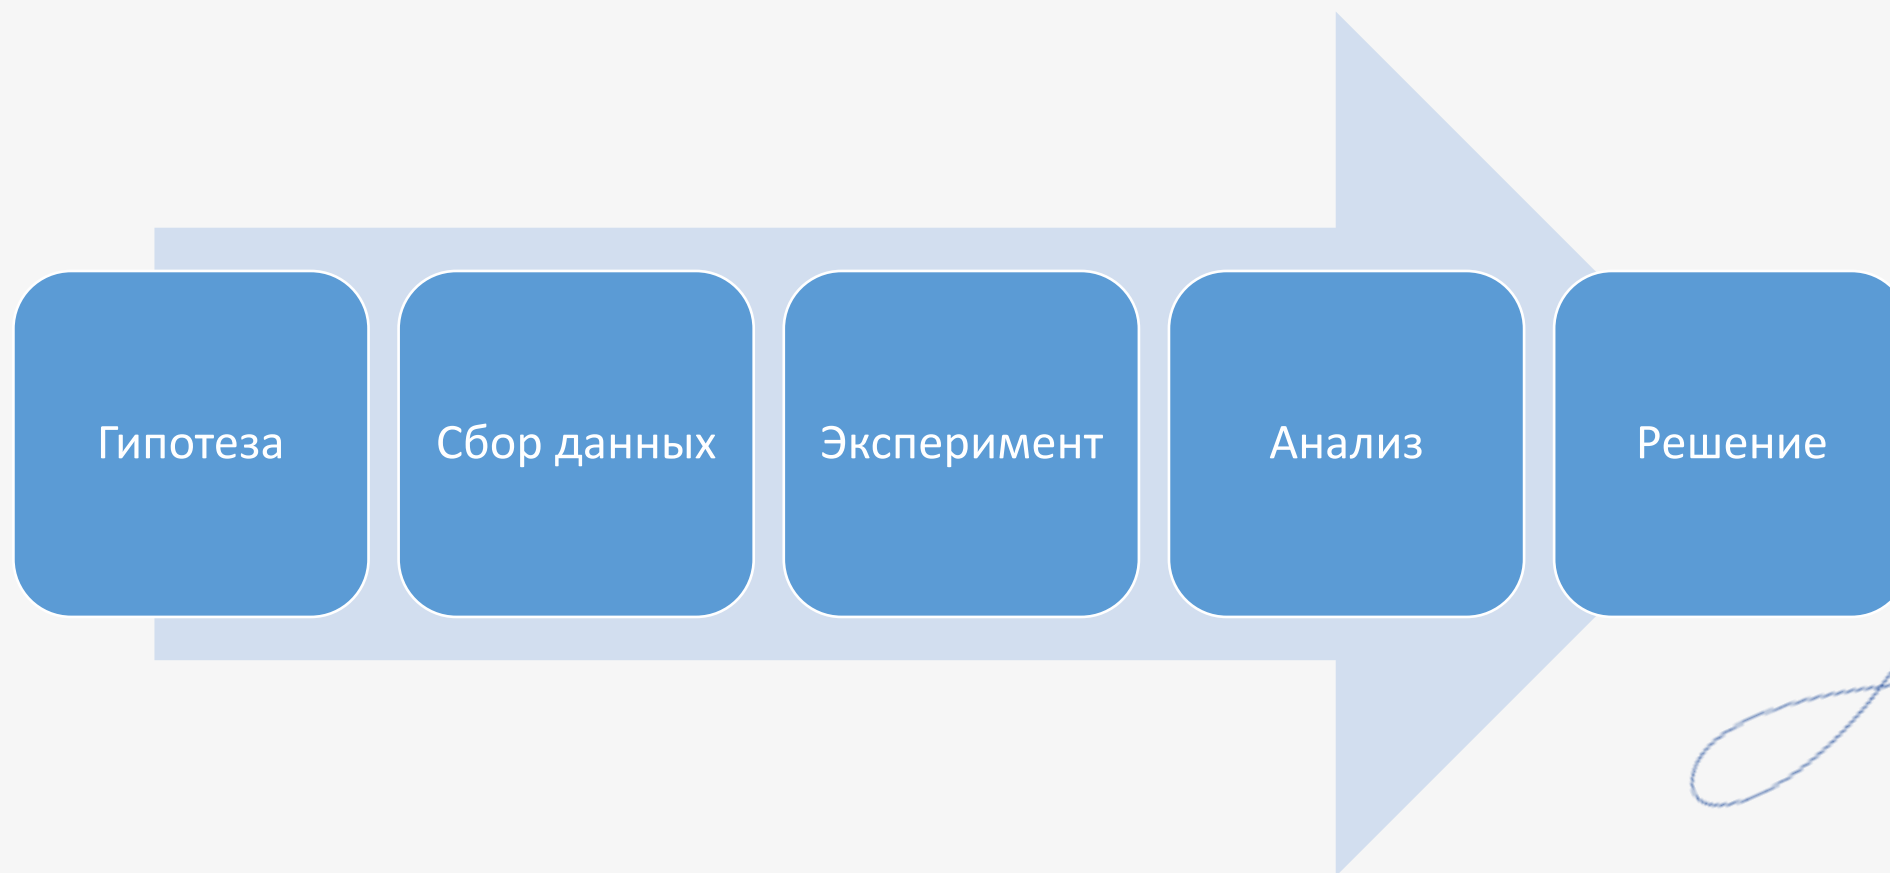 Гипотеза
Сбор данных
Эксперимент
Анализ
Решение